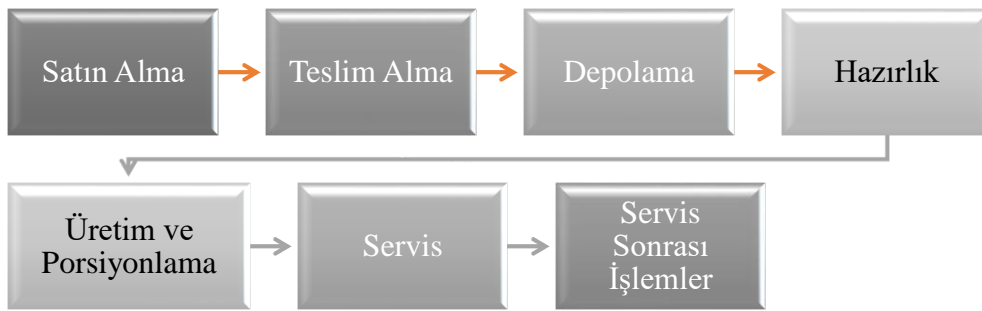 Satın Alma
Teslim Alma
Depolama
Hazırlık
Üretim ve
Porsiyonlama
Servis
Servis
Sonrası
İşlemler